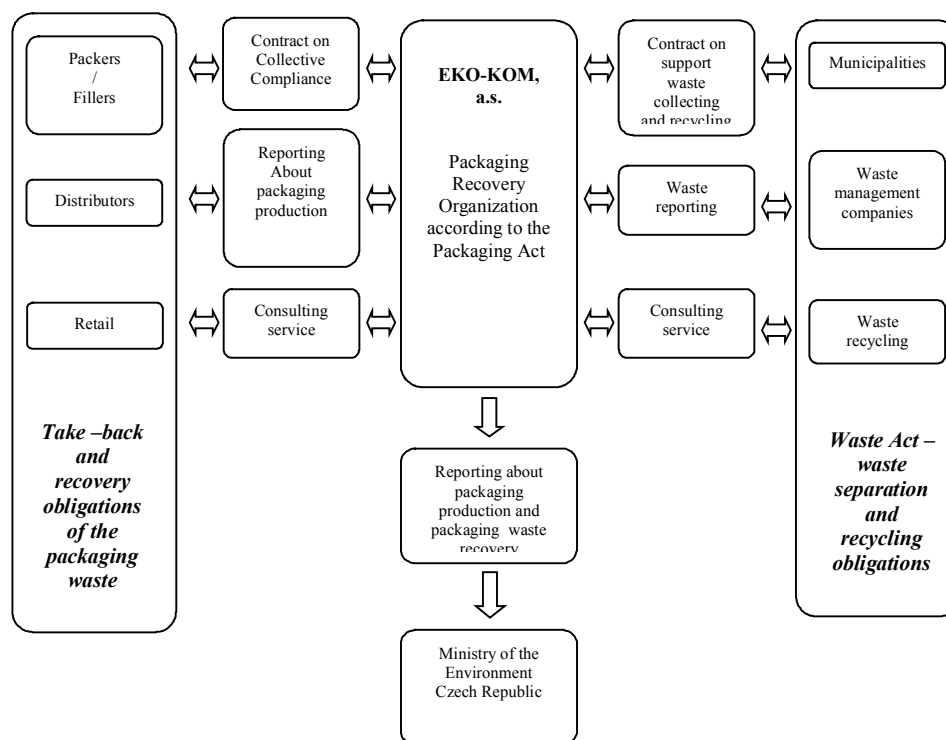 Packers
/
Fillers
Distributors
Retail
Take –back
and
recovery
obligations
of the
packaging
waste
Contract on
Collective
Compliance
Reporting
About
packaging
production
Consulting
service
EKO-KOM,
a.s.
Packaging
Recovery
Organization
according to the
Packaging Act
Reporting about
packaging
production and
packaging waste
recovery
Ministry of the
Environment
Czech Republic
Contract on
support
waste
collecting
and recycling
Waste
reporting
Consulting
service
Municipalities
Waste
management
companies
Waste
recycling
Waste Act –
waste
separation
and
recycling
obligations